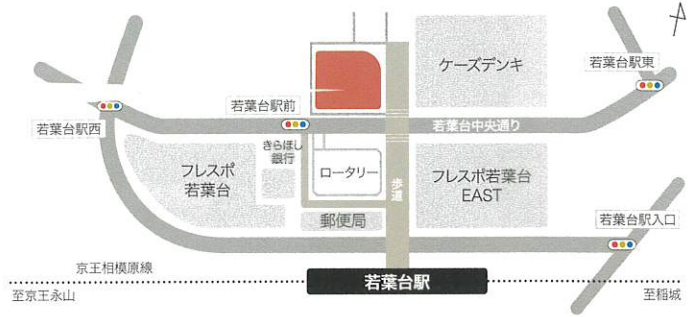 ケーズデンキ
若葉台駅東
若葉台駅前
若葉台駅西
若葉台中央通り
きらぼし
銀行
フレスポ
若葉台
ロータリー
歩道
フレスポ若葉台
EAST
郵便局
若葉台駅入口
京王相模原線
若葉台駅
至京王永山
至稲城